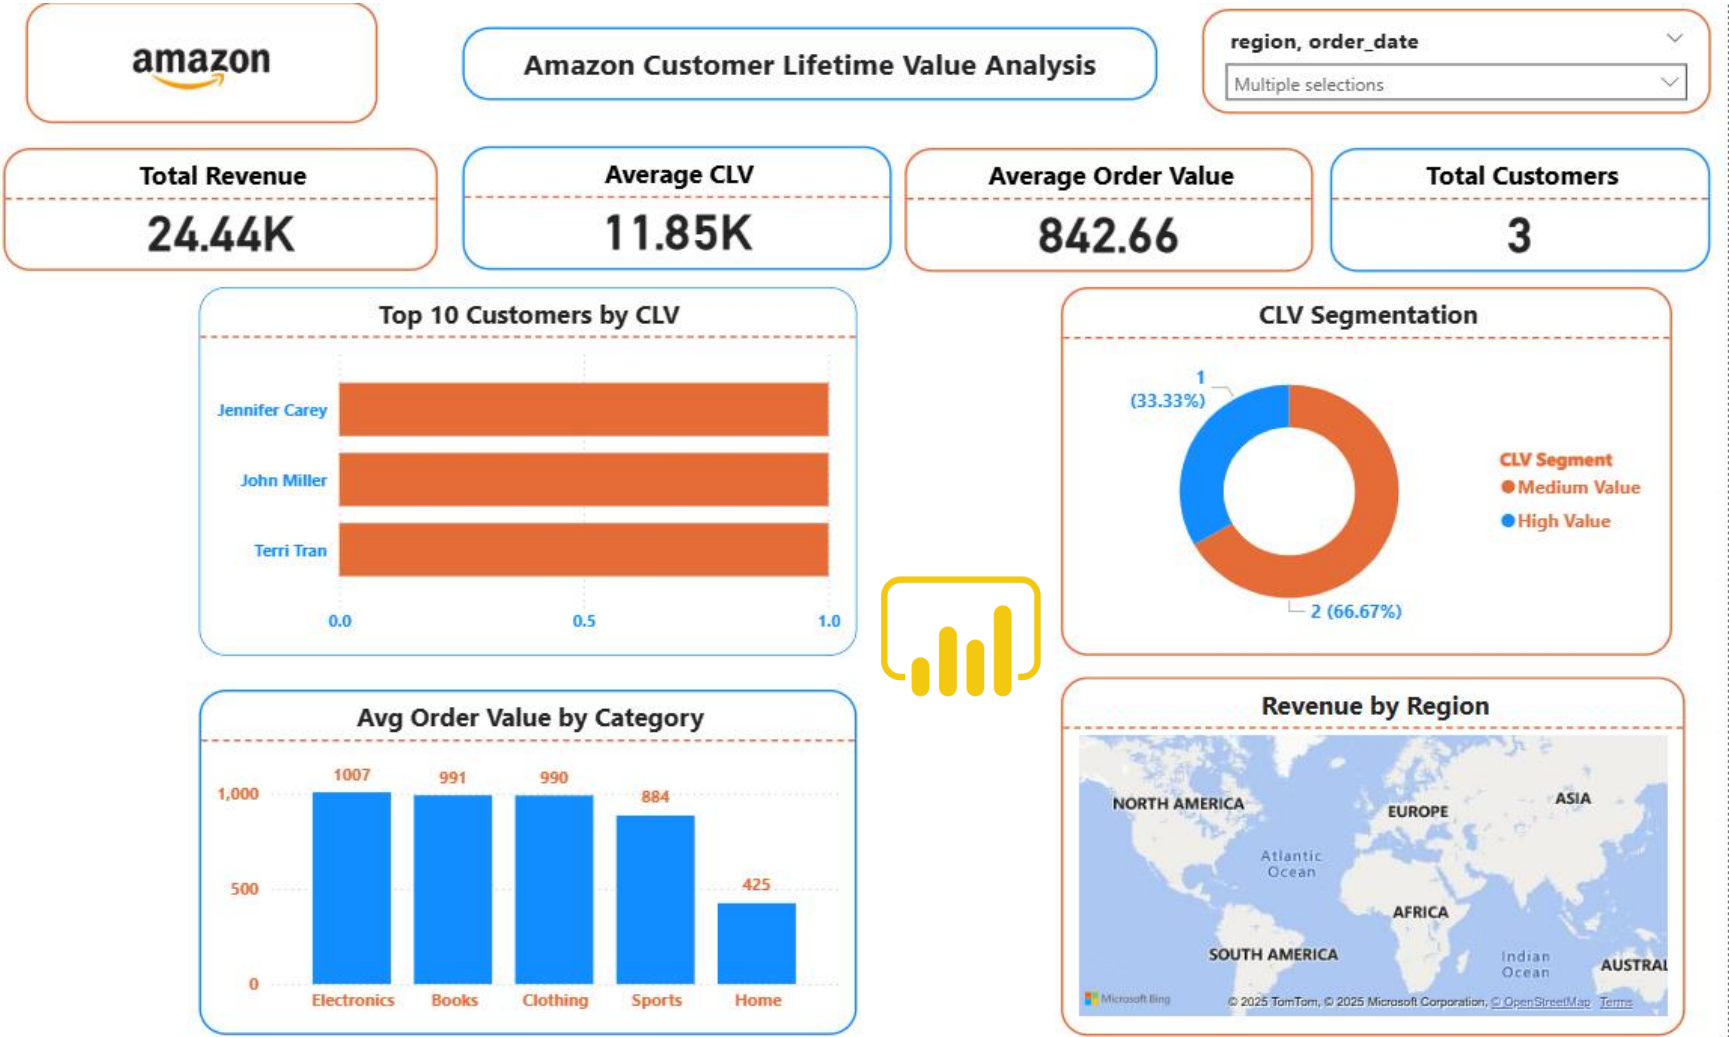 amazon
Amazon Customer Lifetime Value Analysis
region, order_date
Multiple selections
Total Revenue
24.44K
Average CLV
11.85K
Average Order Value
842.66
Total Customers
3
Top 10 Customers by CLV
Jennifer Carey
John Miller
Terri Tran
0.0 0.5 1.0
CLV Segmentation
1
(33.33%)
2 (66.67%)
CLV Segment
Medium Value
High Value
Avg Order Value by Category
1,000
500
0
1007 991 990 884 425
Electronics Books Clothing Sports Home
Revenue by Region
NORTH AMERICA
EUROPE
ASIA
Atlantic
Ocean
AFRICA
SOUTH AMERICA
Indian
Ocean
AUSTRAL
Microsoft Bing
© 2025 TomTom, © 2025 Microsoft Corporation, © OpenStreetMap Terms